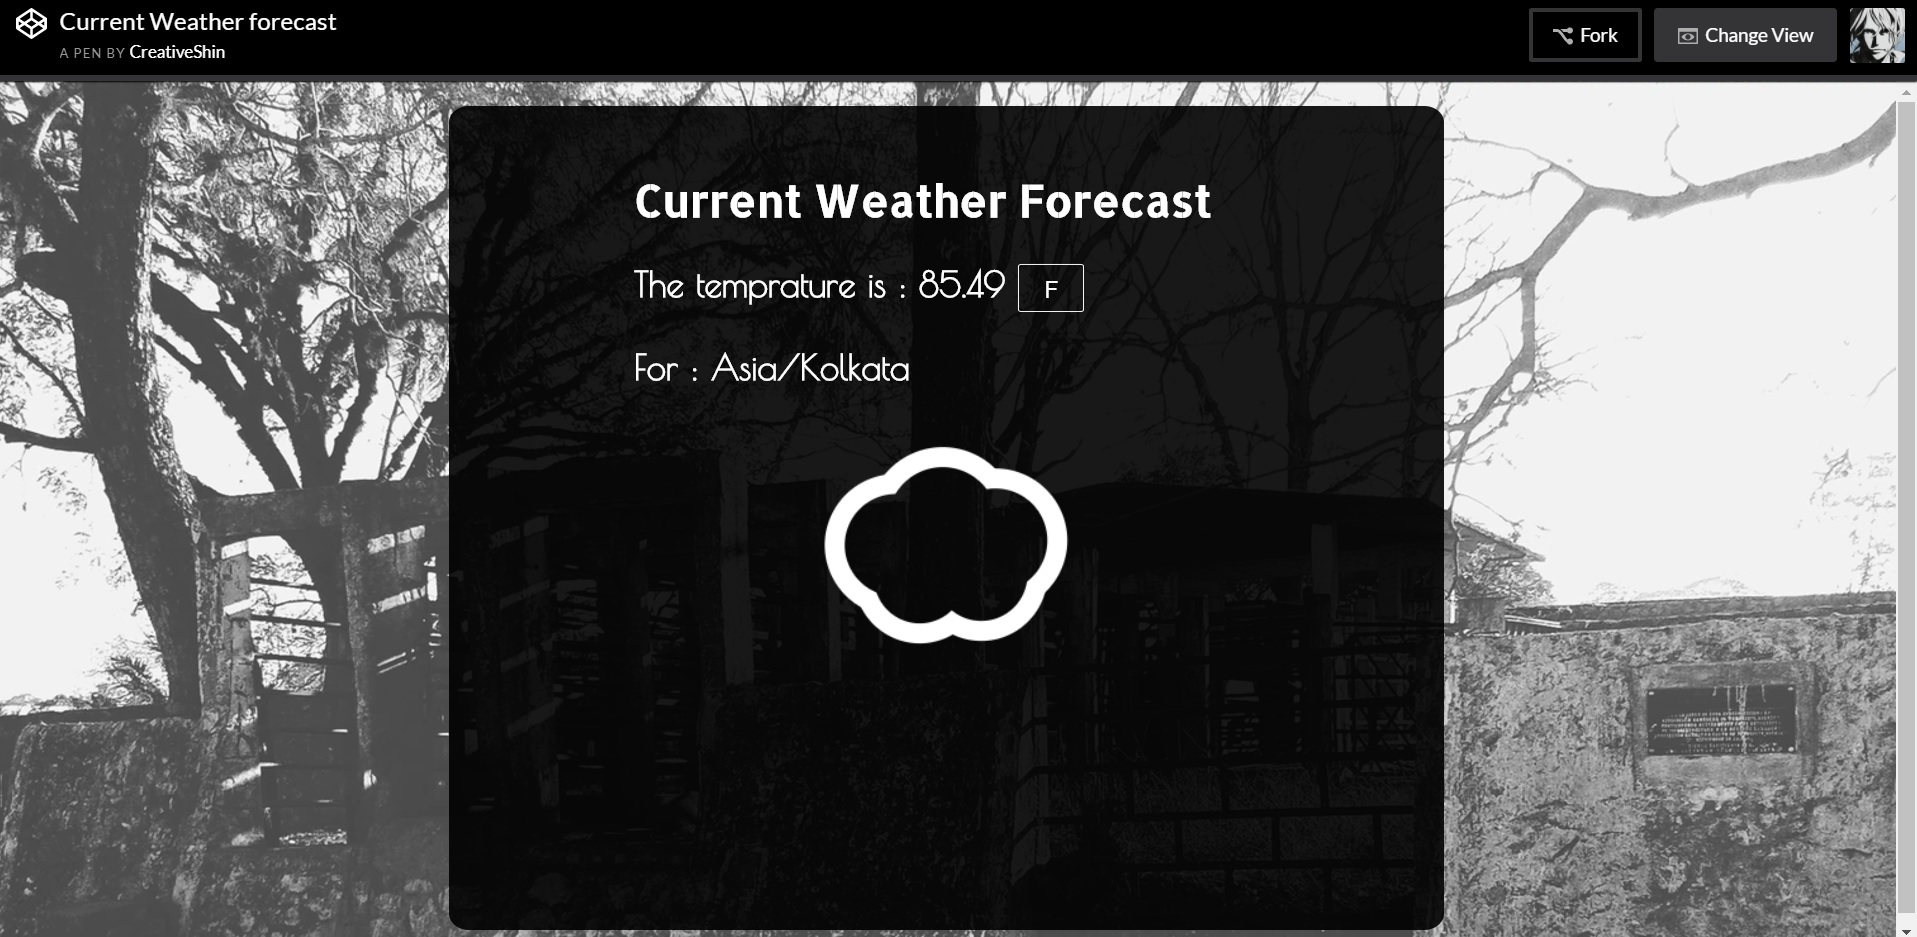 Current Weather forecast
A PEN BY CreativeShin
Fork
Change View
Current Weather Forecast
The temprature is : 85.49 F
For : Asia/Kolkata